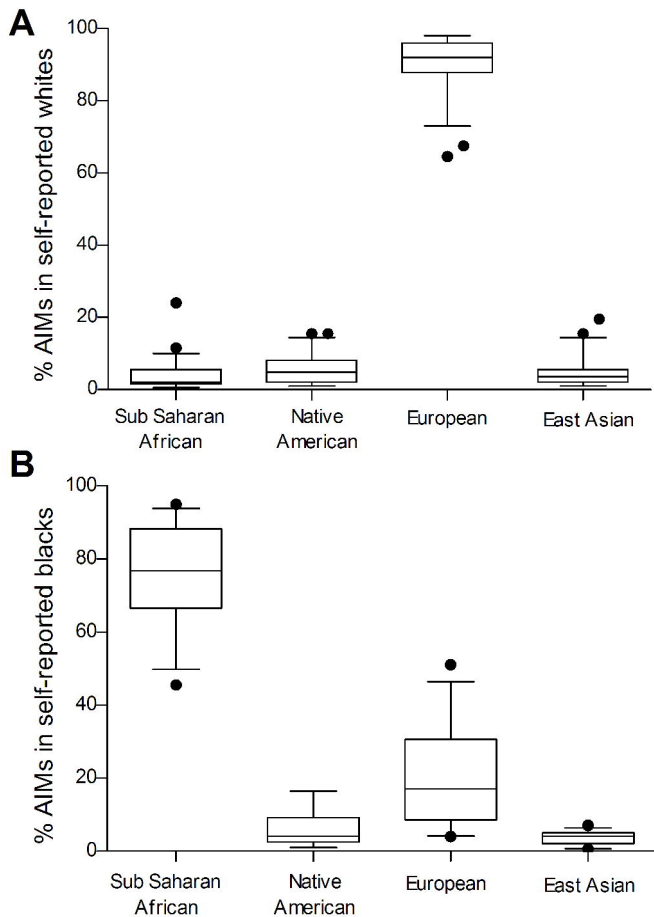 A
% AIMs in self-reported whites
100
80
60
40
20
0
Sub Saharan
African
Native
American
European
East Asian
B
% AIMs in self-reported blacks
100
80
60
40
20
0
Sub Saharan
African
Native
American
European
East Asian